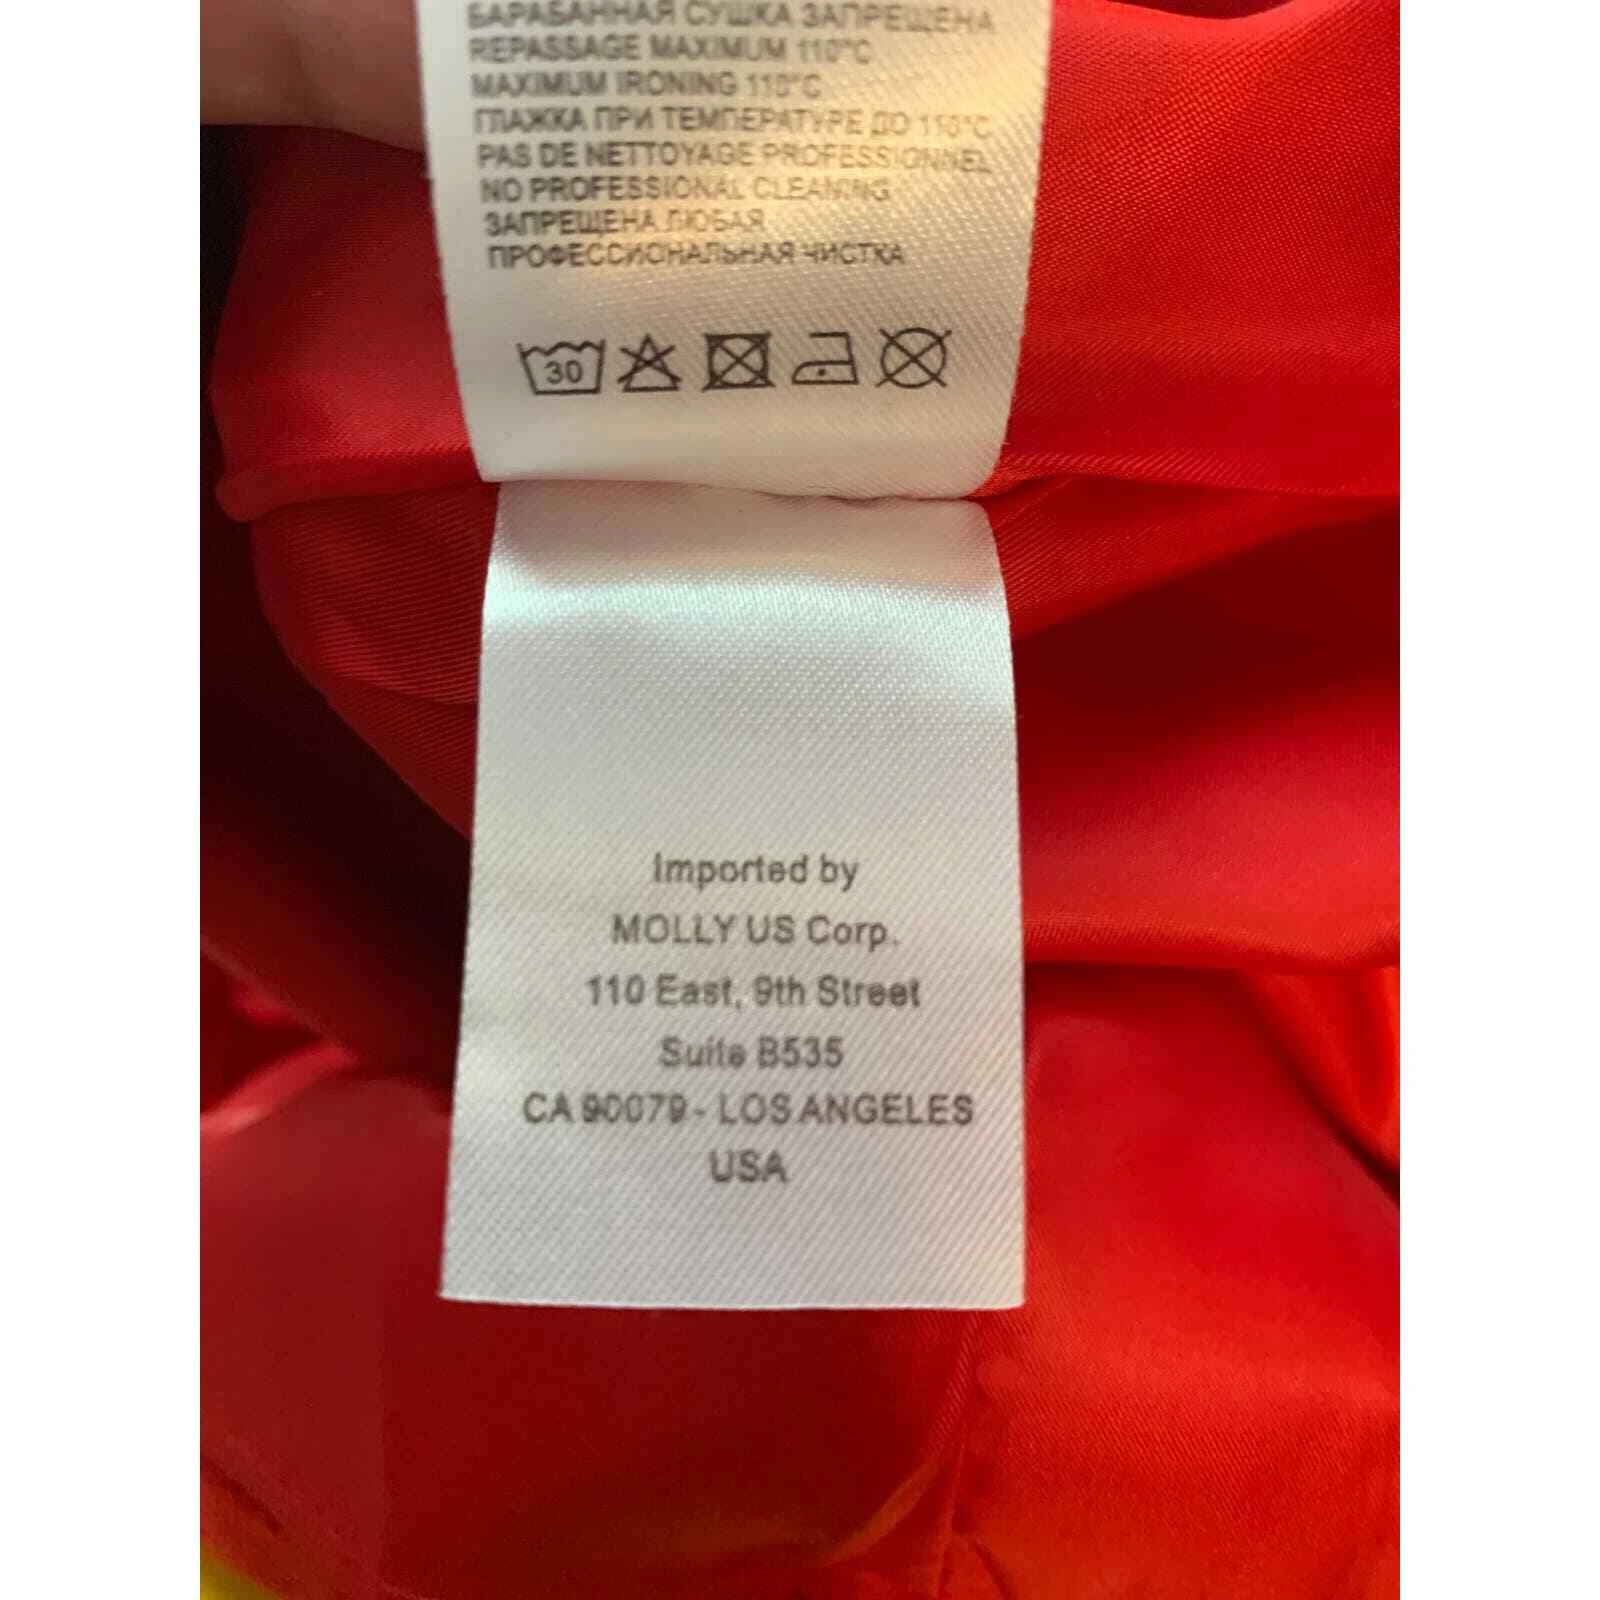 БАРАБАННАЯ СУШКА ЗАПРЕЩЕНА
REPASSAGE MAXIMUM 110°C
MAXIMUM IRONING 110°C
ГЛАЖКА ПРИ ТЕМПЕРАТУРЕ ДО 110°C
PAS DE NETTOYAGE PROFESSIONNEL
NO PROFESSIONAL CLEANING
ЗАПРЕЩЕНА ЛЮБАЯ
ПРОФЕССИОНАЛЬНАЯ ЧИСТКА
30
Imported by
MOLLY US Corp.
110 East, 9th Street
Suite B535
CA 90079 - LOS ANGELES
USA